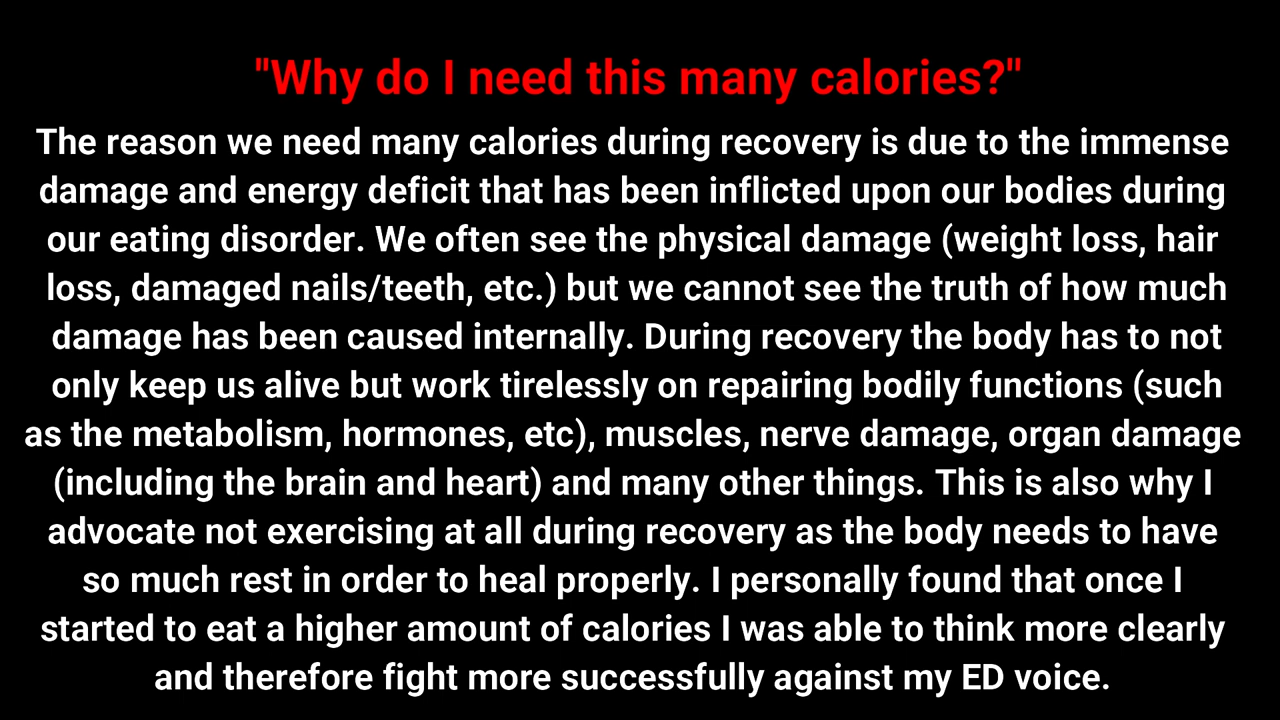 "Why do I need this many calories?"
The reason we need many calories during recovery is due to the immense
damage and energy deficit that has been inflicted upon our bodies during
our eating disorder. We often see the physical damage (weight loss, hair
loss, damaged nails/teeth, etc.) but we cannot see the truth of how much
damage has been caused internally. During recovery the body has to not
only keep us alive but work tirelessly on repairing bodily functions (such
as the metabolism, hormones, etc), muscles, nerve damage, organ damage
(including the brain and heart) and many other things. This is also why I
advocate not exercising at all during recovery as the body needs to have
so much rest in order to heal properly. I personally found that once I
started to eat a higher amount of calories I was able to think more clearly
and therefore fight more successfully against my ED voice.